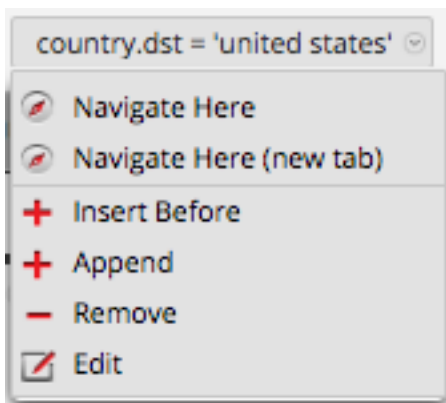 country.dst = 'united states'
Navigate Here
Navigate Here (new tab)
Insert Before
Append
Remove
Edit